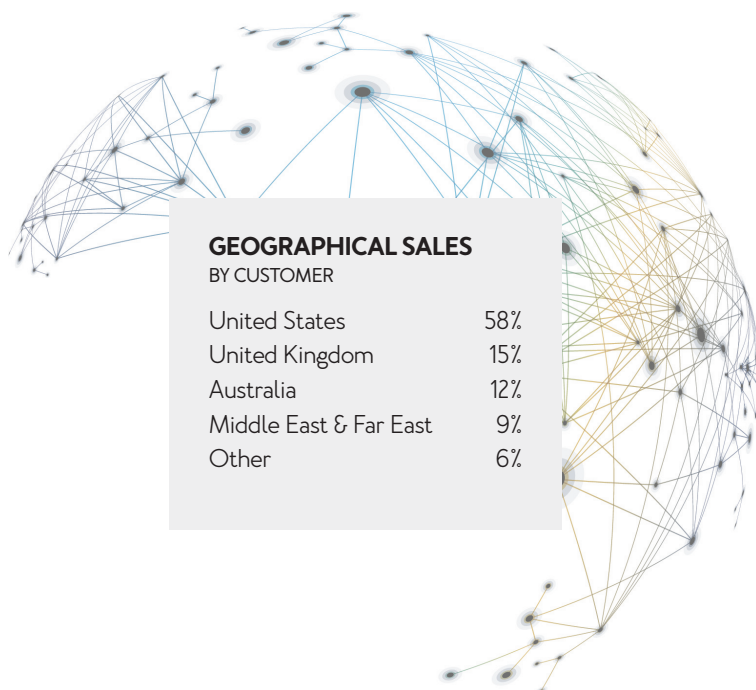 GEOGRAPHICAL SALES
BY CUSTOMER
United States 58%
United Kingdom 15%
Australia 12%
Middle East & Far East 9%
Other 6%